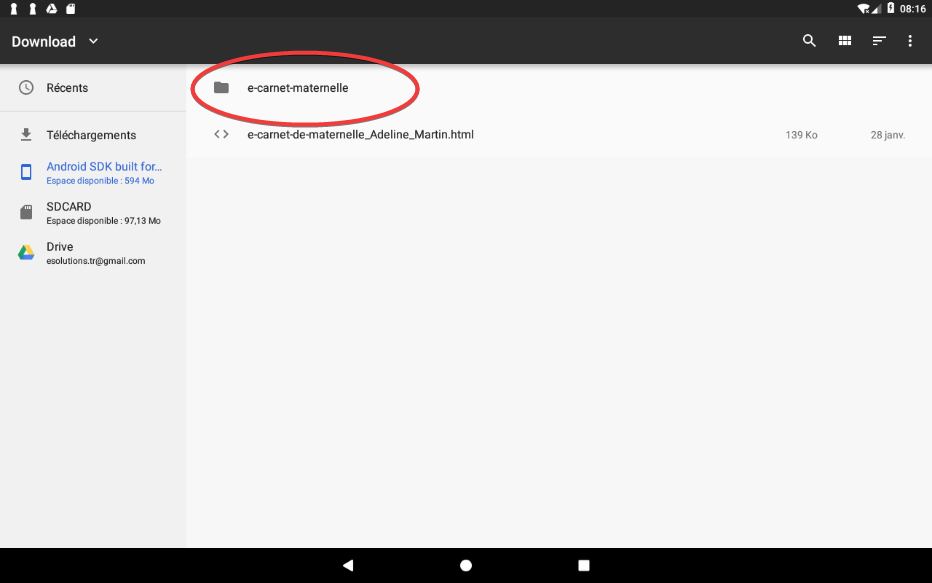 08:16
Download
Récents
e-carnet-maternelle
Téléchargements
e-carnet-de-maternelle_Adeline_Martin.html 139 Ko 28 janv.
Android SDK built for...
Espace disponible : 594 Mo
SDCARD
Espace disponible : 97,13 Mo
Drive
esolutions.tr@gmail.com